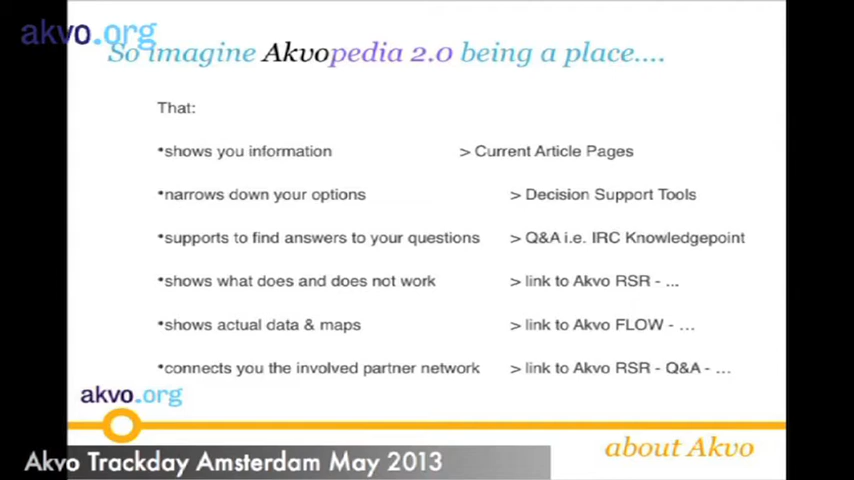 akvo.org
So imagine Akvopedia 2.0 being a place....
That:
•shows you information > Current Article Pages
•narrows down your options > Decision Support Tools
•supports to find answers to your questions > Q&A i.e. IRC Knowledgepoint
•shows what does and does not work > link to Akvo RSR - ...
•shows actual data & maps > link to Akvo FLOW - …
•connects you the involved partner network > link to Akvo RSR - Q&A - …
akvo.org
about Akvo
Akvo Trackday Amsterdam May 2013